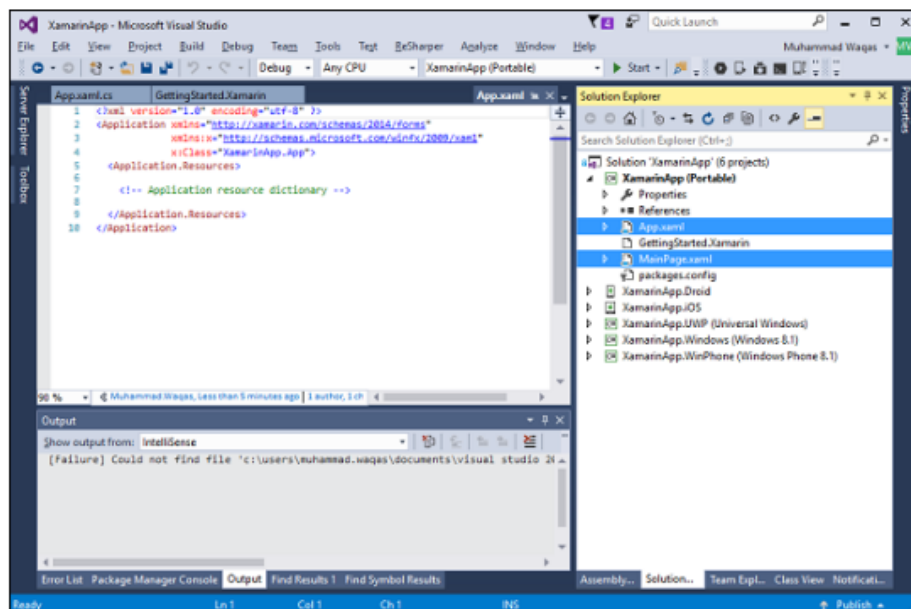 XamarinApp - Microsoft Visual Studio
4
Quick Launch
File Edit View Project Build Debug Team Tools Test ReSharper Analyze Window Help
Muhammad Waqas
MW
Debug Any CPU XamarinApp (Portable) Start
Server Explorer
Toolbox
App.xaml.cs GettingStarted.Xamarin App.xaml
1 <?xml version="1.0" encoding="utf-8" ?>
2 <Application xmlns="http://xamarin.com/schemas/2014/forms"
3 xmlns:x="http://schemas.microsoft.com/winfx/2009/xaml"
4 x:Class="XamarinApp.App">
5 <Application.Resources>
6
7 <!-- Application resource dictionary -->
8
9 </Application.Resources>
10 </Application>
90 % Muhammad.Waqas, Less than 5 minutes ago | 1 author, 1 ch
Output
Show output from: IntelliSense
[Failure] Could not find file 'c:\users\muhammad.waqas\documents\visual studio 20
Error List Package Manager Console Output Find Results 1 Find Symbol Results
Solution Explorer
Search Solution Explorer (Ctrl+;)
Solution 'XamarinApp' (6 projects)
XamarinApp (Portable)
Properties
References
App.xaml
GettingStarted.Xamarin
MainPage.xaml
packages.config
XamarinApp.Droid
XamarinApp.iOS
XamarinApp.UWP (Universal Windows)
XamarinApp.Windows (Windows 8.1)
XamarinApp.WinPhone (Windows Phone 8.1)
Assembly... Solution... Team Expl... Class View Notificati...
Properties
Ready Ln 1 Col 1 Ch 1 INS Publish